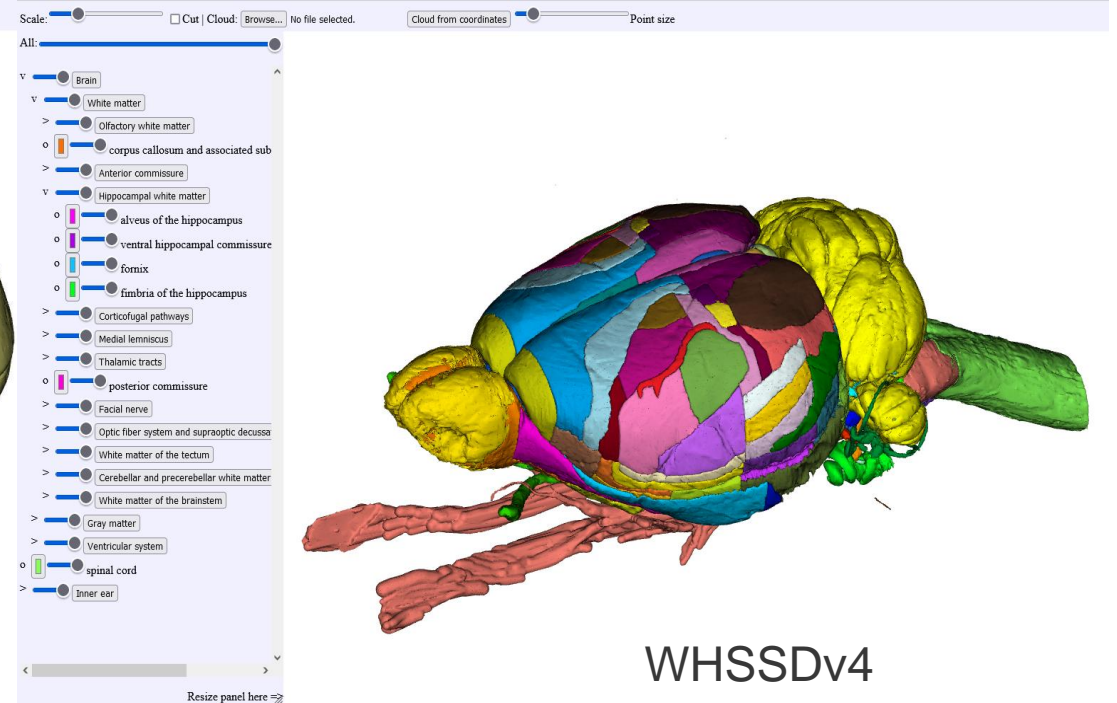 Scale: Cut | Cloud: Browse... No file selected. Cloud from coordinates Point size
All:
v Brain
v White matter
> Olfactory white matter
o corpus callosum and associated sub
> Anterior commissure
v Hippocampal white matter
o alveus of the hippocampus
o ventral hippocampal commissure
o fornix
o fimbria of the hippocampus
> Corticofugal pathways
> Medial lemniscus
> Thalamic tracts
o posterior commissure
> Facial nerve
> Optic fiber system and supraoptic decussa
> White matter of the tectum
> Cerebellar and precerebellar white matter
> White matter of the brainstem
> Gray matter
> Ventricular system
o spinal cord
> Inner ear
Resize panel here =>
WHSSDv4